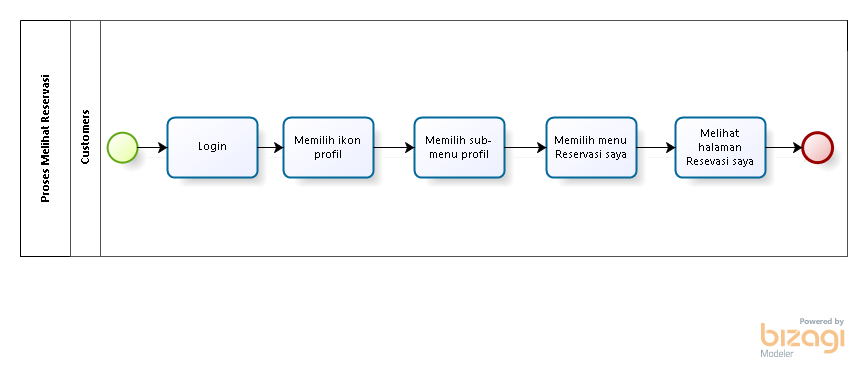 Proses Melihat Reservasi
Customers
Login
Memilih ikon
profil
Memilih sub-
menu profil
Memilih menu
Reservasi saya
Melihat
halaman
Resevasi saya
Powered by
bizagi
Modeler